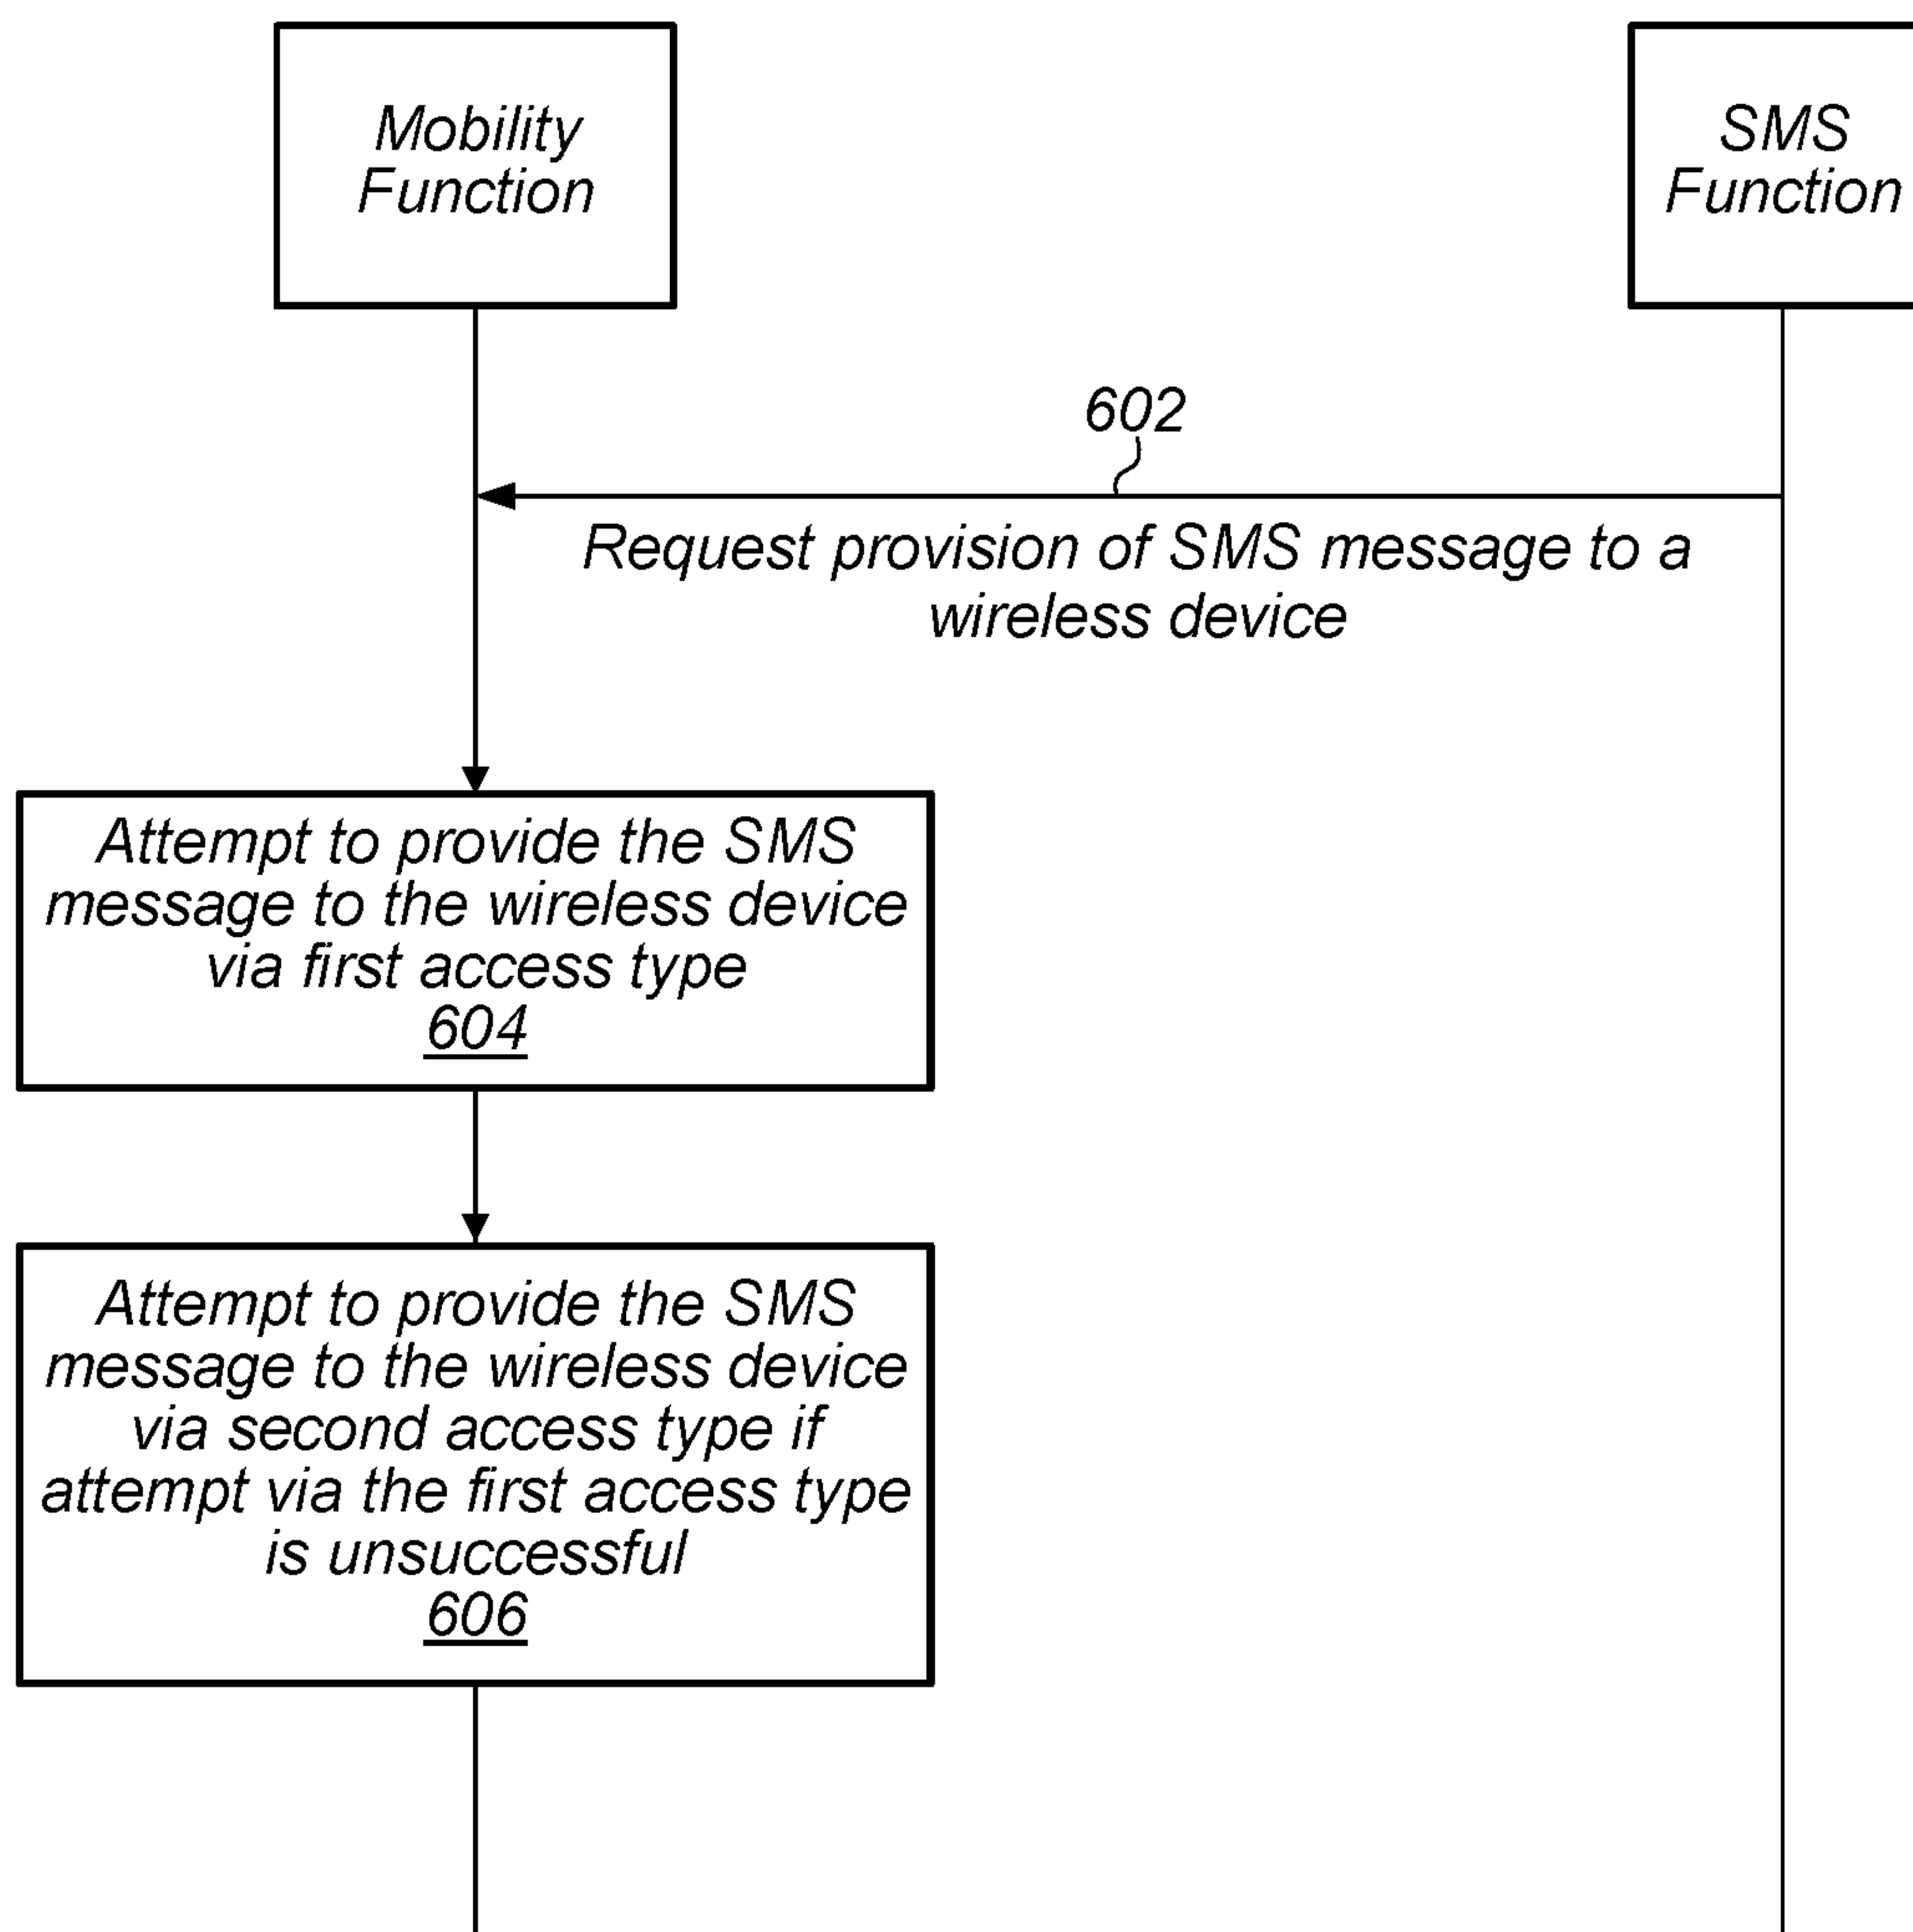 Mobility
Function
SMS
Function
602
Request provision of SMS message to a
wireless device
Attempt to provide the SMS
message to the wireless device
via first access type
604
Attempt to provide the SMS
message to the wireless device
via second access type if
attempt via the first access type
is unsuccessful
606